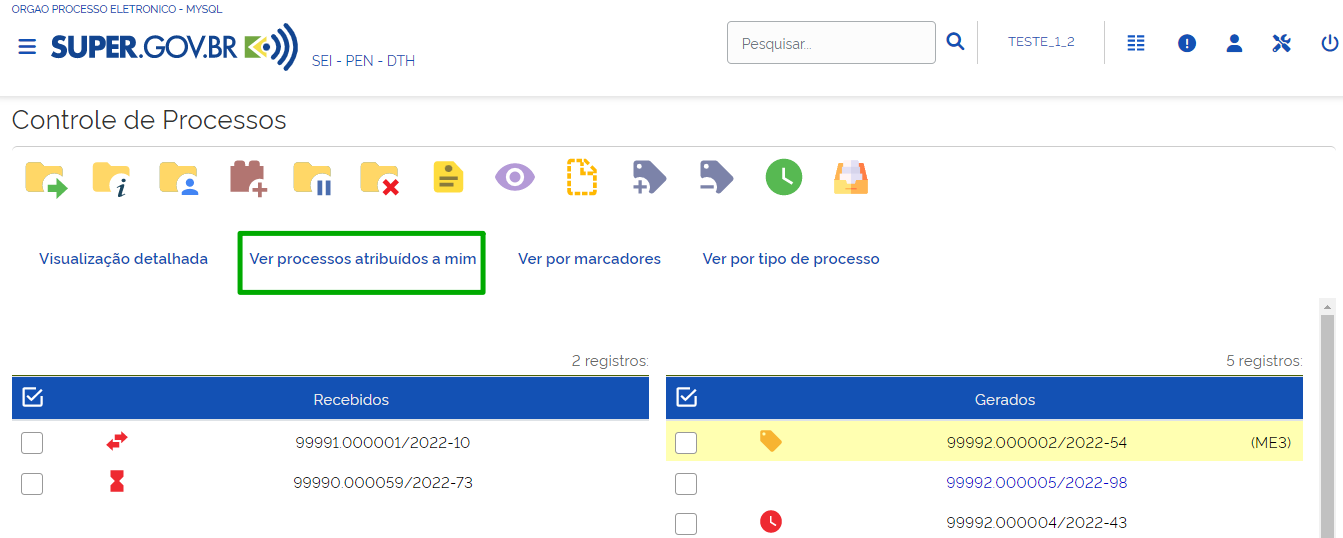 ORGAO PROCESSO ELETRONICO - MYSQL
SUPER.GOV.BR
SEI - PEN - DTH
Pesquisar...
TESTE_1_2
Controle de Processos
Visualização detalhada
Ver processos atribuídos a mim
Ver por marcadores
Ver por tipo de processo
2 registros:
5 registros:
Recebidos
Gerados
99991.000001/2022-10
99992.000002/2022-54
(ME3)
99990.000059/2022-73
99992.000005/2022-98
99992.000004/2022-43